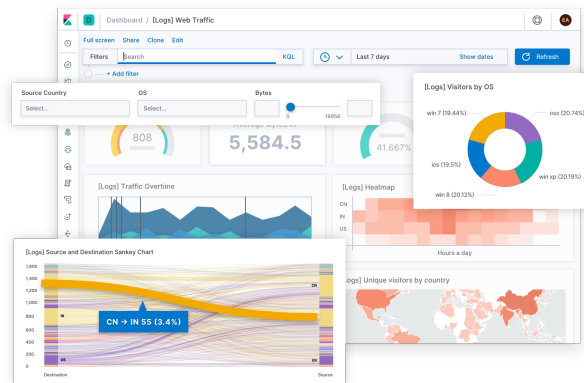 D Dashboard / [Logs] Web Traffic EA
Full screen Share Clone Edit
Filters Search KQL Last 7 days Show dates Refresh
+ Add filter
Source Country OS Bytes
Select... Select... 0 19958
[Logs] Visitors by OS
win 7 (19.44%) osx (20.74%)
ios (19.5%) win xp (20.19%)
win 8 (20.12%)
808
Average Bytes In
5,584.5
41.667%
[Logs] Traffic Overtime
[Logs] Heatmap
CN
IN
US
Hours a day
[Logs] Source and Destination Sankey Chart
1,600
1,400
1,200
1,000
800
600
400
200
0
CN
IN
US
US
CN → IN 55 (3.4%)
Destination Source
[Logs] Unique visitors by country